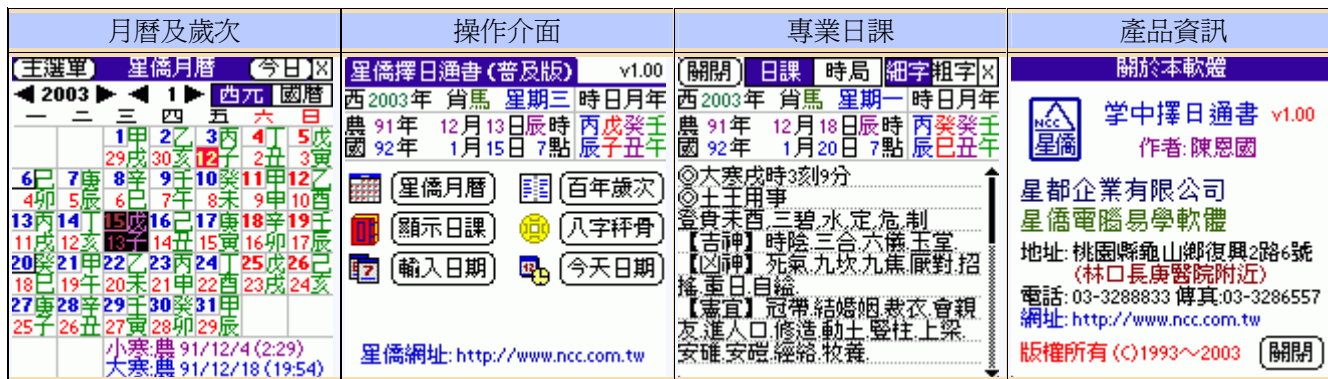 月曆及歲次
操作介面
專業日課
產品資訊
主選單 星僑月曆 今日 X
◀ 2003 ▶ ◀ 1 ▶ 西元 國曆
一 二 三 四 五 六 日
1甲 2乙 3丙 4丁 5戊
29戌 30亥 12子 2丑 3寅
6己 7庚 8辛 9壬 10癸 11甲 12乙
4卯 5辰 6巳 7午 8未 9申 10酉
13丙 14丁 15戊 16己 17庚 18辛 19壬
11戌 12亥 13子 14丑 15寅 16卯 17辰
20癸 21甲 22乙 23丙 24丁 25戊 26己
18巳 19午 20未 21申 22酉 23戌 24亥
27庚 28辛 29壬 30癸 31甲
25子 26丑 27寅 28卯 29辰
小寒:農 91/12/4 (2:29)
大寒:農 91/12/18 (19:54)
星僑擇日通書(普及版) v1.00
西2003年 肖馬 星期三 時日月年
農 91年 12月13日辰時 丙戊癸壬
國 92年 1月15日 7點 辰子丑午
星僑月曆 百年歲次
顯示日課 八字秤骨
輸入日期 今天日期
星僑網址: http://www.ncc.com.tw
關閉 日課 時局 細字 粗字 X
西2003年 肖馬 星期一 時日月年
農 91年 12月18日辰時 丙癸癸壬
國 92年 1月20日 7點 辰巳丑午
◎大寒戌時3刻9分
◎土王用事
登貴未酉.三碧.水.定.危.制
【吉神】 時陰.三合.六儀.玉堂.
【凶神】 死氣.九坎.九焦.厭對.招
搖.重日.自縊.
【憲宜】 冠帶.結婚姻.裁衣.會親
友.進人口.修造動土.豎柱.上梁.
安碓.安磑.經絡.牧養.
關於本軟體
NCC
星僑
学中擇日通書 v1.00
作者:陳恩國
星都企業有限公司
星僑電腦易學軟體
地址: 桃園縣龜山鄉復興2路6號
(林口長庚醫院附近)
電話: 03-3288833 傳真:03-3286557
網址: http://www.ncc.com.tw
版權所有 (C)1993～2003 關閉